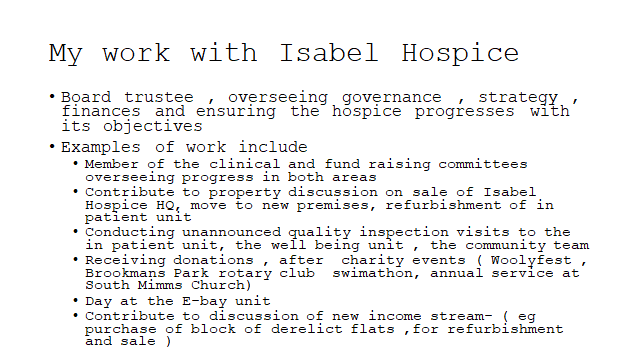 My work with Isabel Hospice
• Board trustee , overseeing governance , strategy ,
finances and ensuring the hospice progresses with
its objectives
• Examples of work include
• Member of the clinical and fund raising committees
overseeing progress in both areas
• Contribute to property discussion on sale of Isabel
Hospice HQ, move to new premises, refurbishment of in
patient unit
• Conducting unannounced quality inspection visits to the
in patient unit, the well being unit , the community team
• Receiving donations , after charity events ( Woolyfest ,
Brookmans Park rotary club swimathon, annual service at
South Mimms Church)
• Day at the E-bay unit
• Contribute to discussion of new income stream- ( eg
purchase of block of derelict flats ,for refurbishment
and sale )